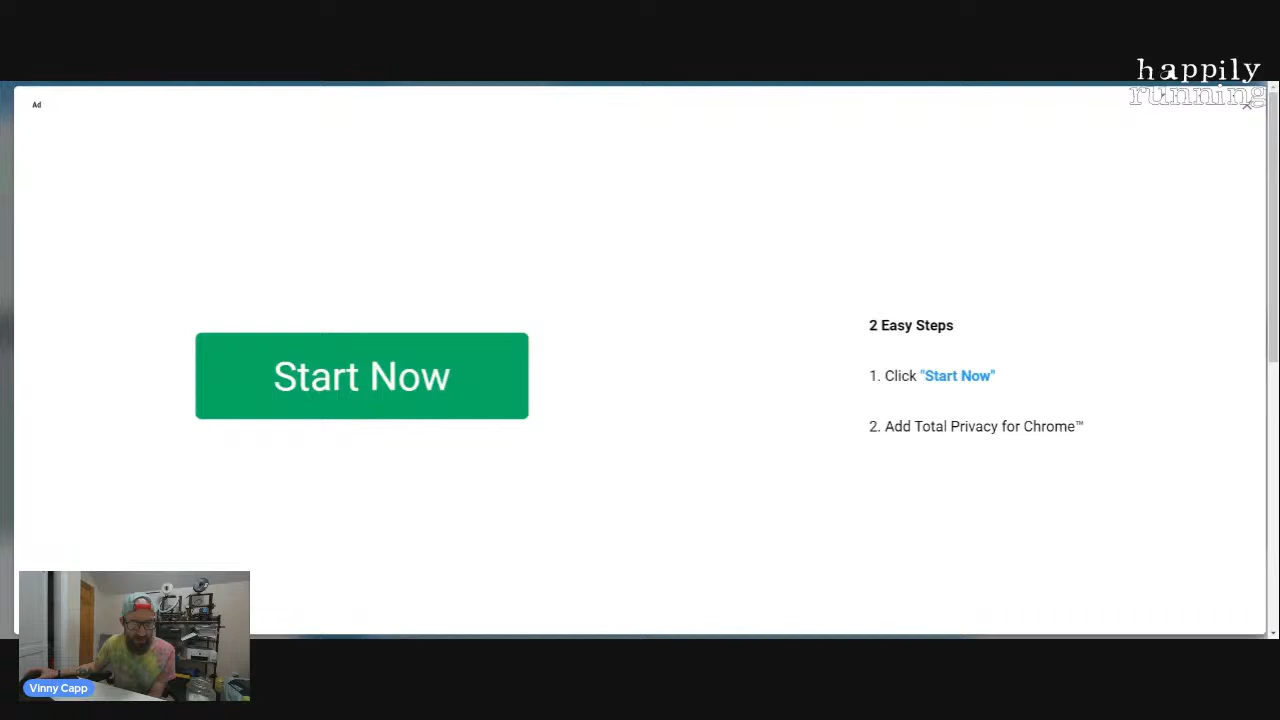 happily
running
Ad
Start Now
2 Easy Steps
1. Click "Start Now"
2. Add Total Privacy for Chrome™
Vinny Capp